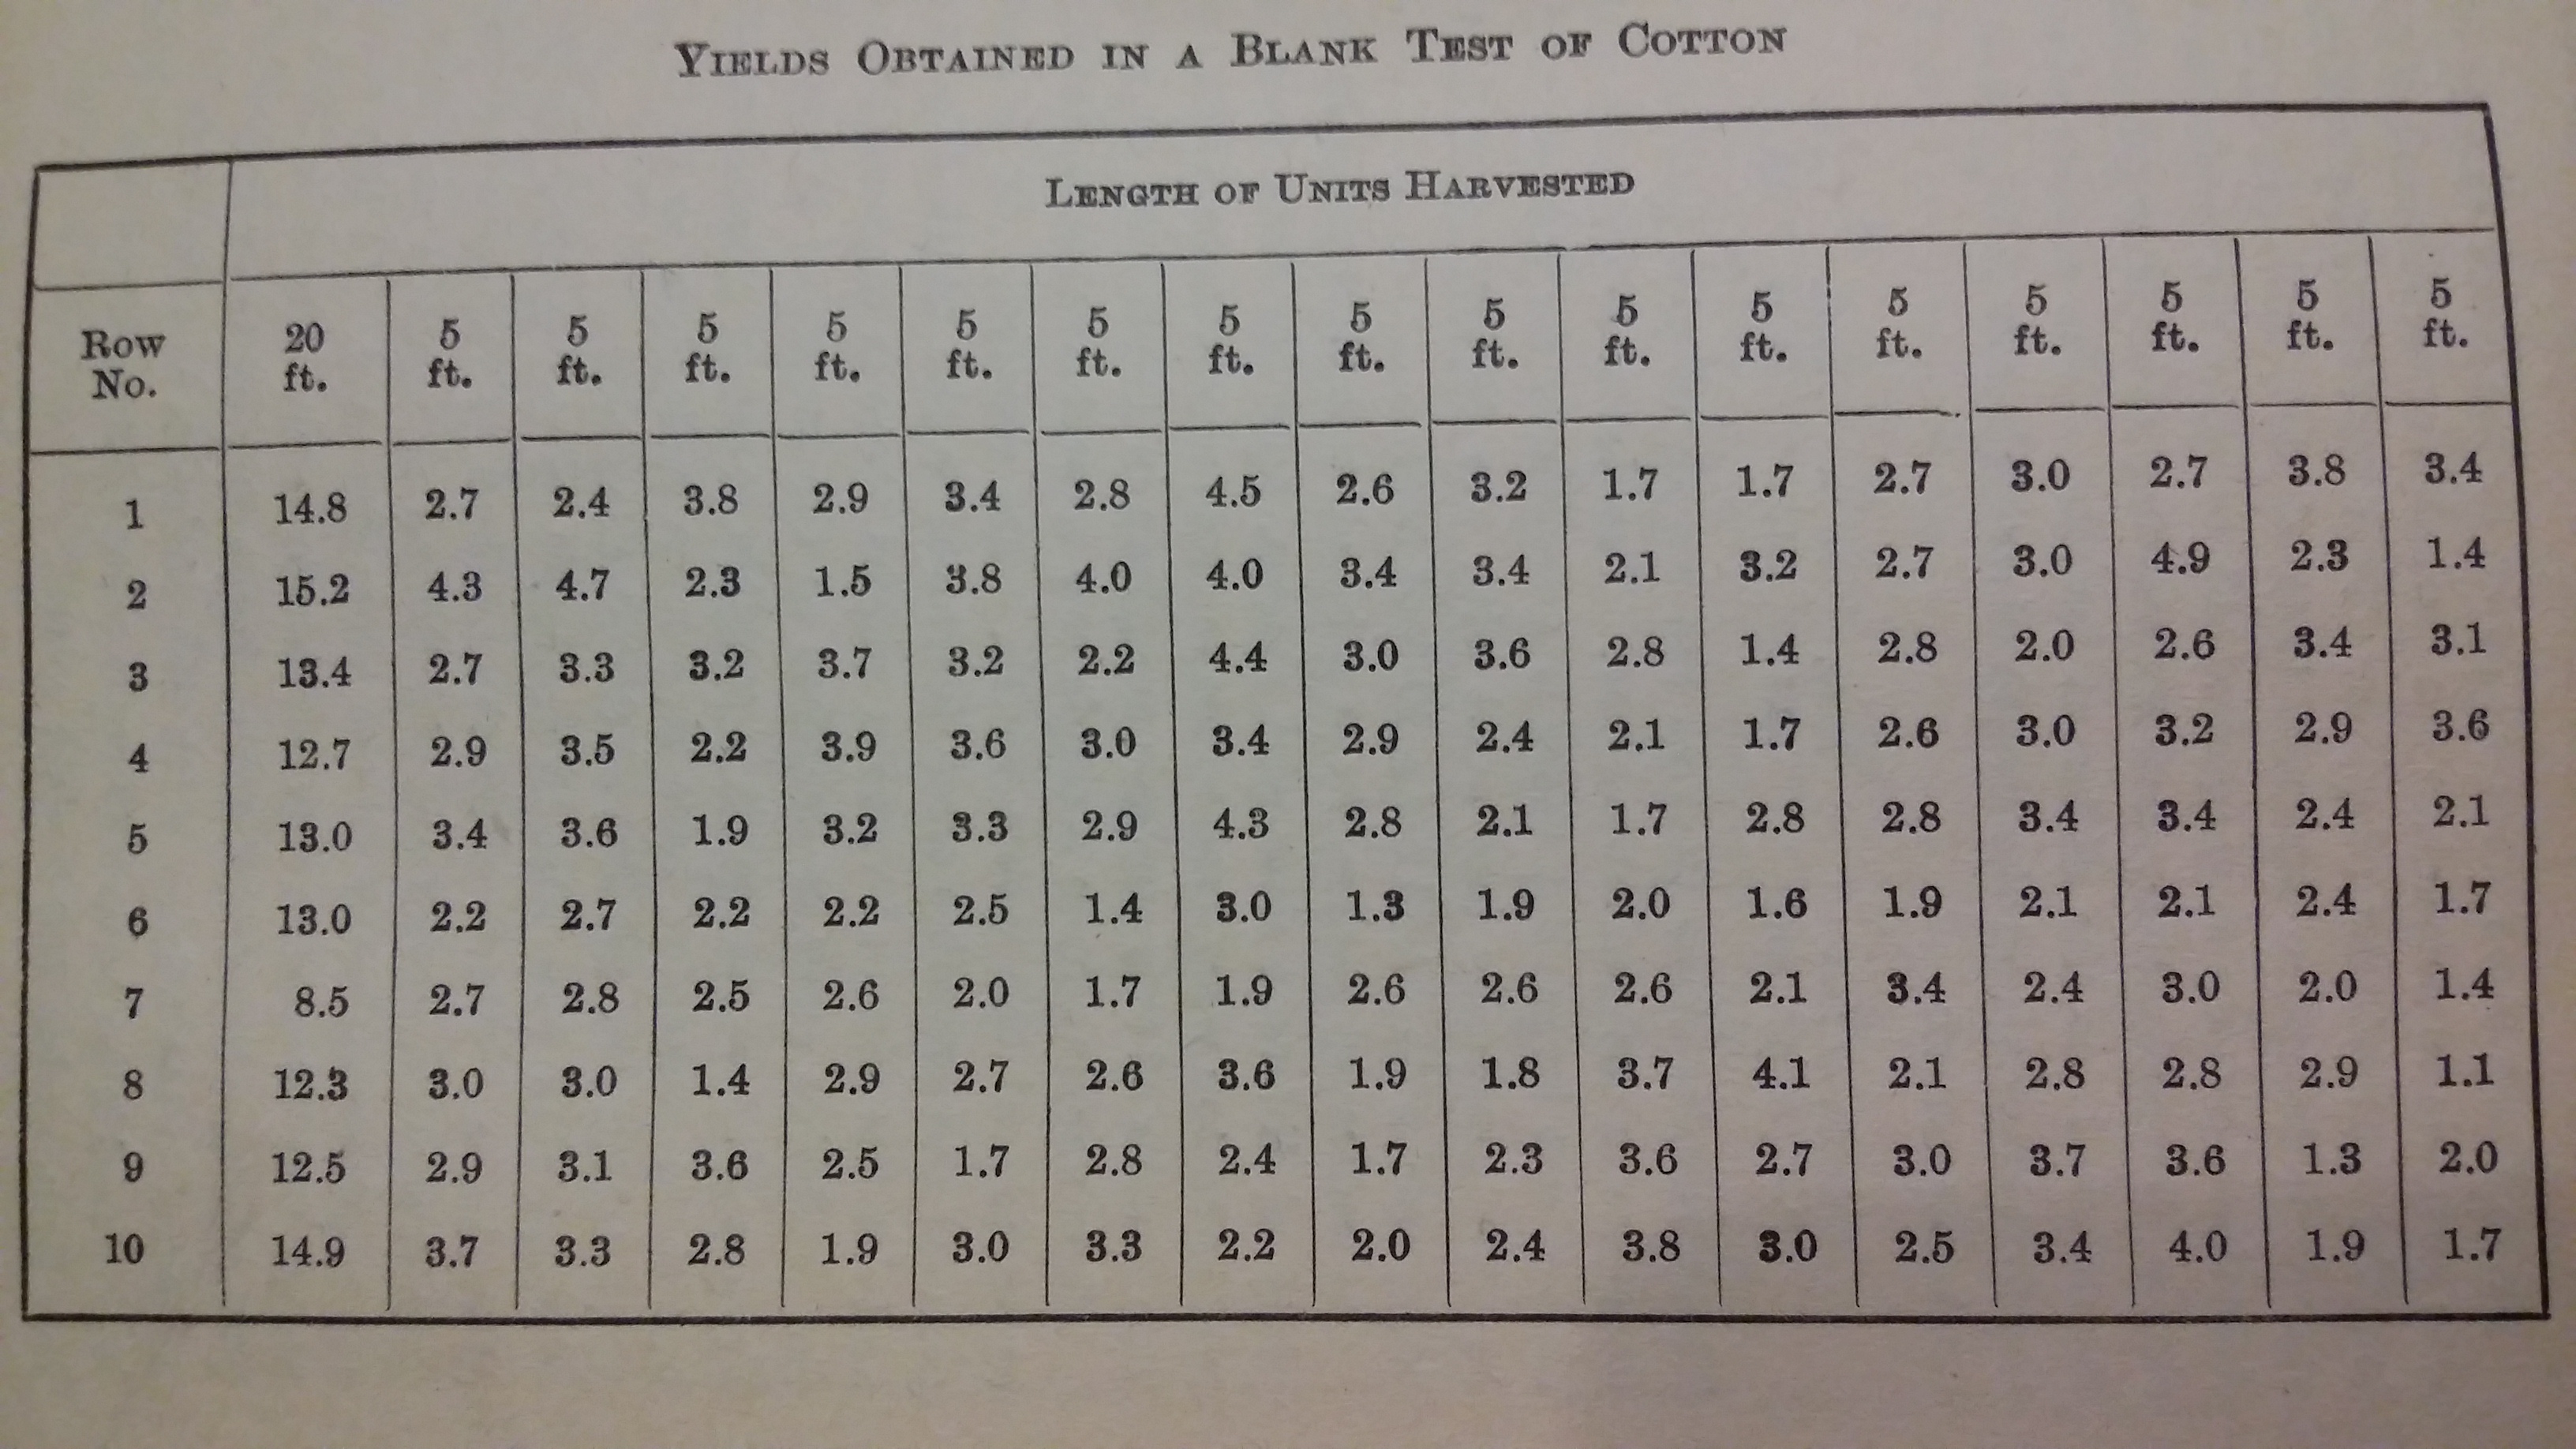 YIELDS OBTAINED IN A BLANK TEST OF COTTON
LENGTH OF UNITS HARVESTED
Row No. 20 ft. 5 ft. 5 ft. 5 ft. 5 ft. 5 ft. 5 ft. 5 ft. 5 ft. 5 ft. 5 ft. 5 ft. 5 ft. 5 ft. 5 ft. 5 ft. 5 ft.
1 14.8 2.7 2.4 3.8 2.9 3.4 2.8 4.5 2.6 3.2 1.7 1.7 2.7 3.0 2.7 3.8 3.4
2 15.2 4.3 4.7 2.3 1.5 3.8 4.0 4.0 3.4 3.4 2.1 3.2 2.7 3.0 4.9 2.3 1.4
3 13.4 2.7 3.3 3.2 3.7 3.2 2.2 4.4 3.0 3.6 2.8 1.4 2.8 2.0 2.6 3.4 3.1
4 12.7 2.9 3.5 2.2 3.9 3.6 3.0 3.4 2.9 2.4 2.1 1.7 2.6 3.0 3.2 2.9 3.6
5 13.0 3.4 3.6 1.9 3.2 3.3 2.9 4.3 2.8 2.1 1.7 2.8 2.8 3.4 3.4 2.4 2.1
6 13.0 2.2 2.7 2.2 2.2 2.5 1.4 3.0 1.3 1.9 2.0 1.6 1.9 2.1 2.1 2.4 1.7
7 8.5 2.7 2.8 2.5 2.6 2.0 1.7 1.9 2.6 2.6 2.6 2.1 3.4 2.4 3.0 2.0 1.4
8 12.3 3.0 3.0 1.4 2.9 2.7 2.6 3.6 1.9 1.8 3.7 4.1 2.1 2.8 2.8 2.9 1.1
9 12.5 2.9 3.1 3.6 2.5 1.7 2.8 2.4 1.7 2.3 3.6 2.7 3.0 3.7 3.6 1.3 2.0
10 14.9 3.7 3.3 2.8 1.9 3.0 3.3 2.2 2.0 2.4 3.8 3.0 2.5 3.4 4.0 1.9 1.7